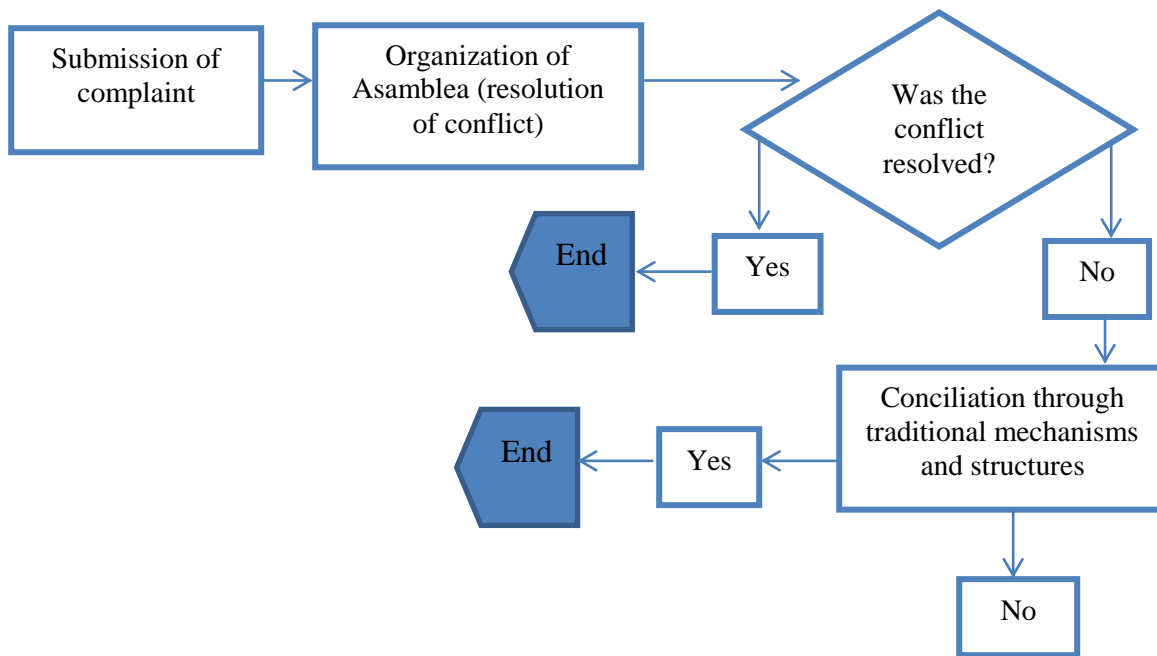 Submission of
complaint
Organization of
Asamblea (resolution
of conflict)
Was the
conflict
resolved?
End
Yes
No
Conciliation through
traditional mechanisms
and structures
End
Yes
No